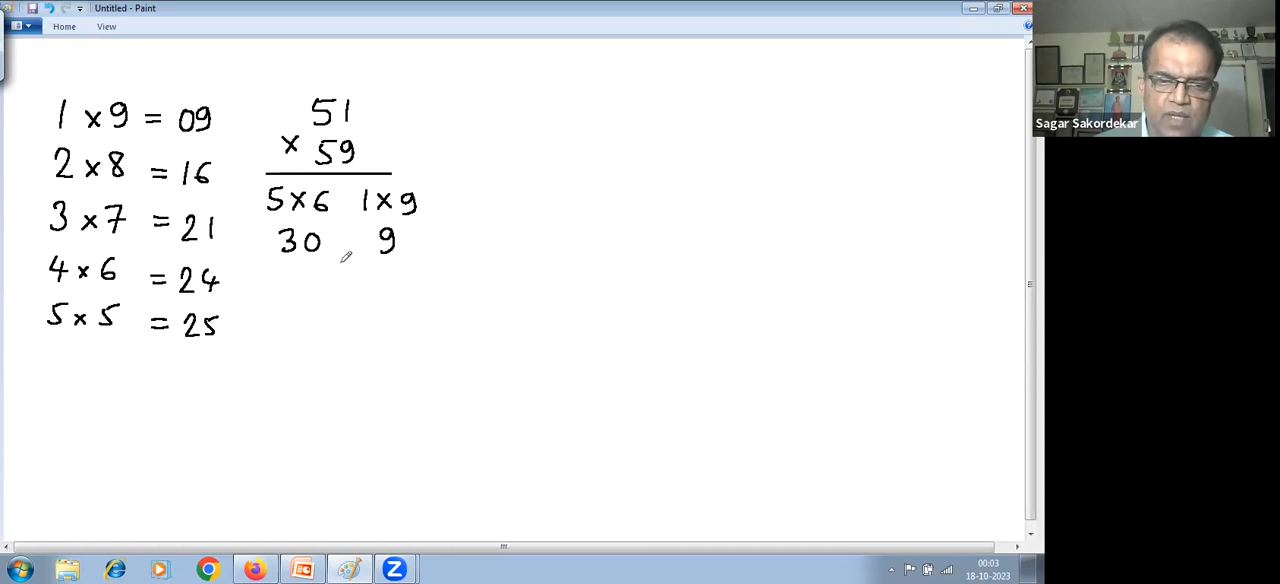 Untitled - Paint
Home View
1 × 9 = 09
2 × 8 = 16
3 × 7 = 21
4 × 6 = 24
5 × 5 = 25
51
× 59
5 × 6 1 × 9
30 9
Sagar Sakordekar
00:03
18-10-2023